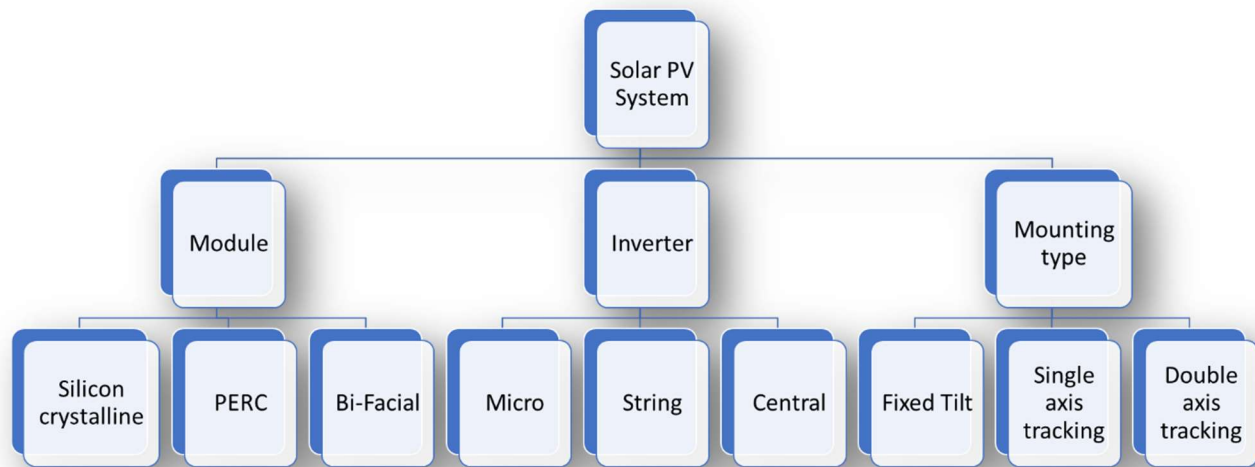 Solar PV
System
Module
Inverter
Mounting
type
Silicon
crystalline
PERC
Bi-Facial
Micro
String
Central
Fixed Tilt
Single
axis
tracking
Double
axis
tracking